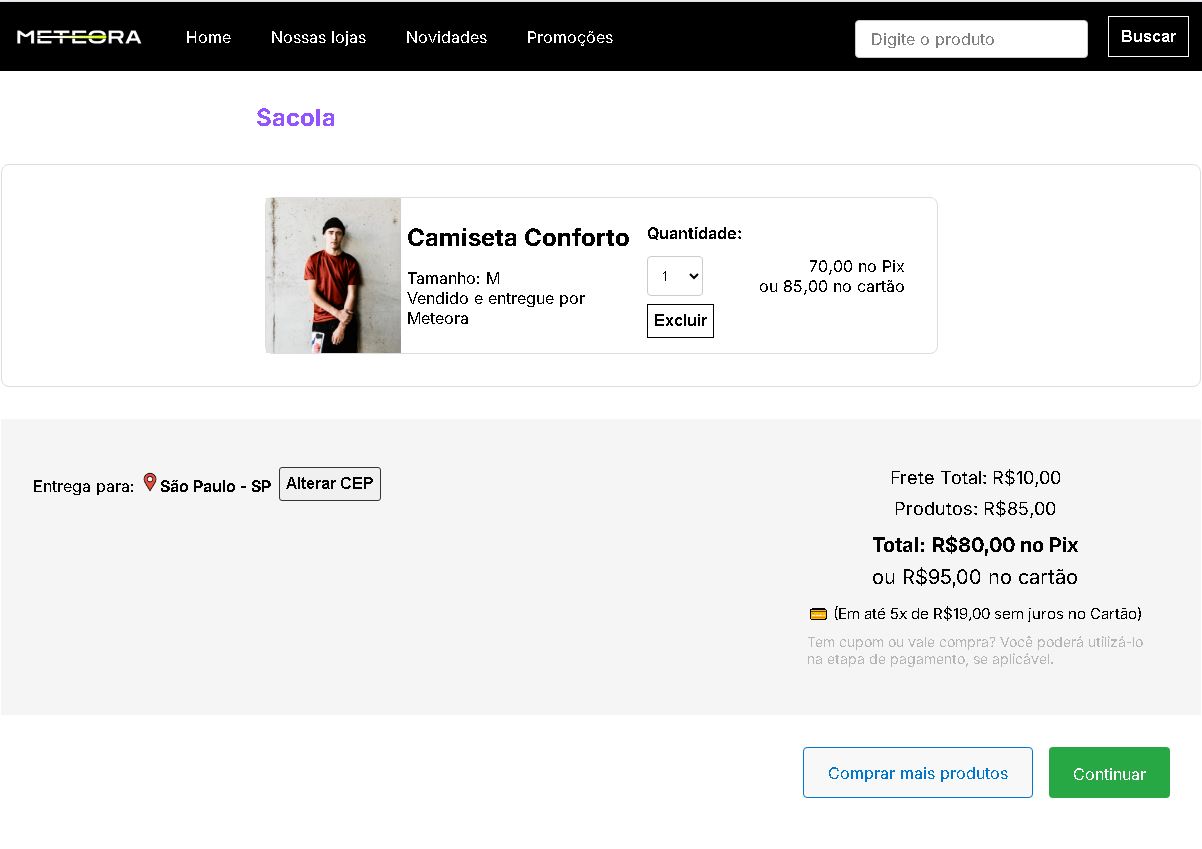 METEORA
Home
Nossas lojas
Novidades
Promoções
Digite o produto
Buscar
Sacola
Camiseta Conforto
Tamanho: M
Vendido e entregue por
Meteora
Quantidade:
1
Excluir
70,00 no Pix
ou 85,00 no cartão
Entrega para: São Paulo - SP
Alterar CEP
Frete Total: R$10,00
Produtos: R$85,00
Total: R$80,00 no Pix
ou R$95,00 no cartão
(Em até 5x de R$19,00 sem juros no Cartão)
Tem cupom ou vale compra? Você poderá utilizá-lo
na etapa de pagamento, se aplicável.
Comprar mais produtos
Continuar